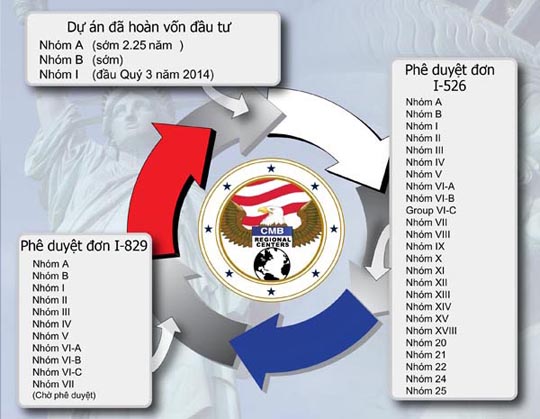 Dự án đã hoàn vốn đầu tư
Nhóm A (sớm 2.25 năm )
Nhóm B (sớm)
Nhóm I (đầu Quý 3 năm 2014)
Phê duyệt đơn
I-526
Nhóm A
Nhóm B
Nhóm I
Nhóm II
Nhóm III
Nhóm IV
Nhóm V
Nhóm VI-A
Nhóm VI-B
Group VI-C
Nhóm VII
Nhóm VIII
Nhóm IX
Nhóm X
Nhóm XI
Nhóm XII
Nhóm XIII
Nhóm XIV
Nhóm XV
Nhóm XVIII
Nhóm 20
Nhóm 21
Nhóm 22
Nhóm 24
Nhóm 25
CMB
REGIONAL
CENTERS
Phê duyệt đơn I-829
Nhóm A
Nhóm B
Nhóm I
Nhóm II
Nhóm III
Nhóm IV
Nhóm V
Nhóm VI-A
Nhóm VI-B
Nhóm VI-C
Nhóm VII
(Chờ phê duyệt)